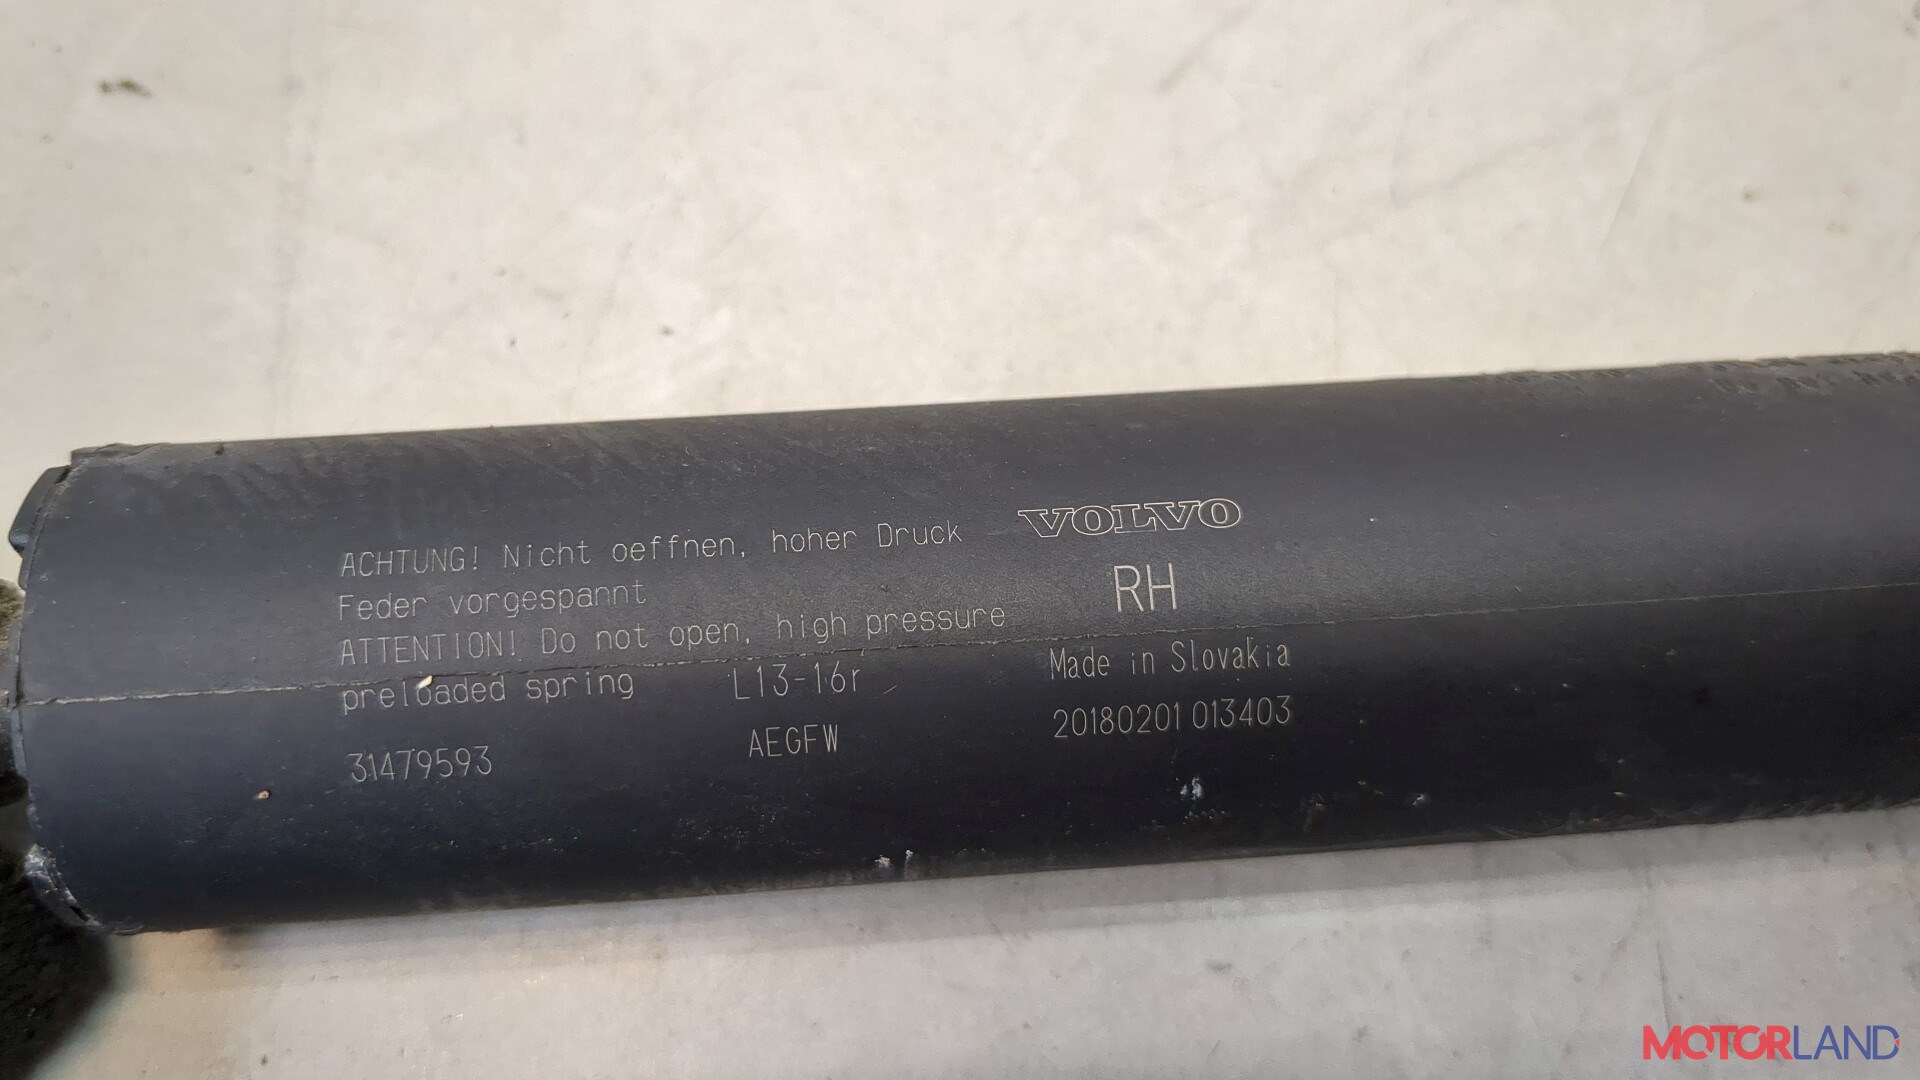 ACHTUNG! Nicht oeffnen, hoher Druck
Feder vorgespannt
ATTENTION! Do not open, high pressure
preloaded spring
L13-16r
31479593
AEGFW
VOLVO
RH
Made in Slovakia
20180201 013403
MOTORLAND